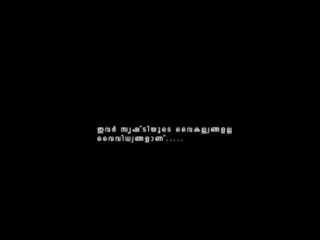 ഇവർ സൃഷ്ടിയുടെ വൈകല്യങ്ങളല്ല
വൈവിധ്യങ്ങളാണ്.....